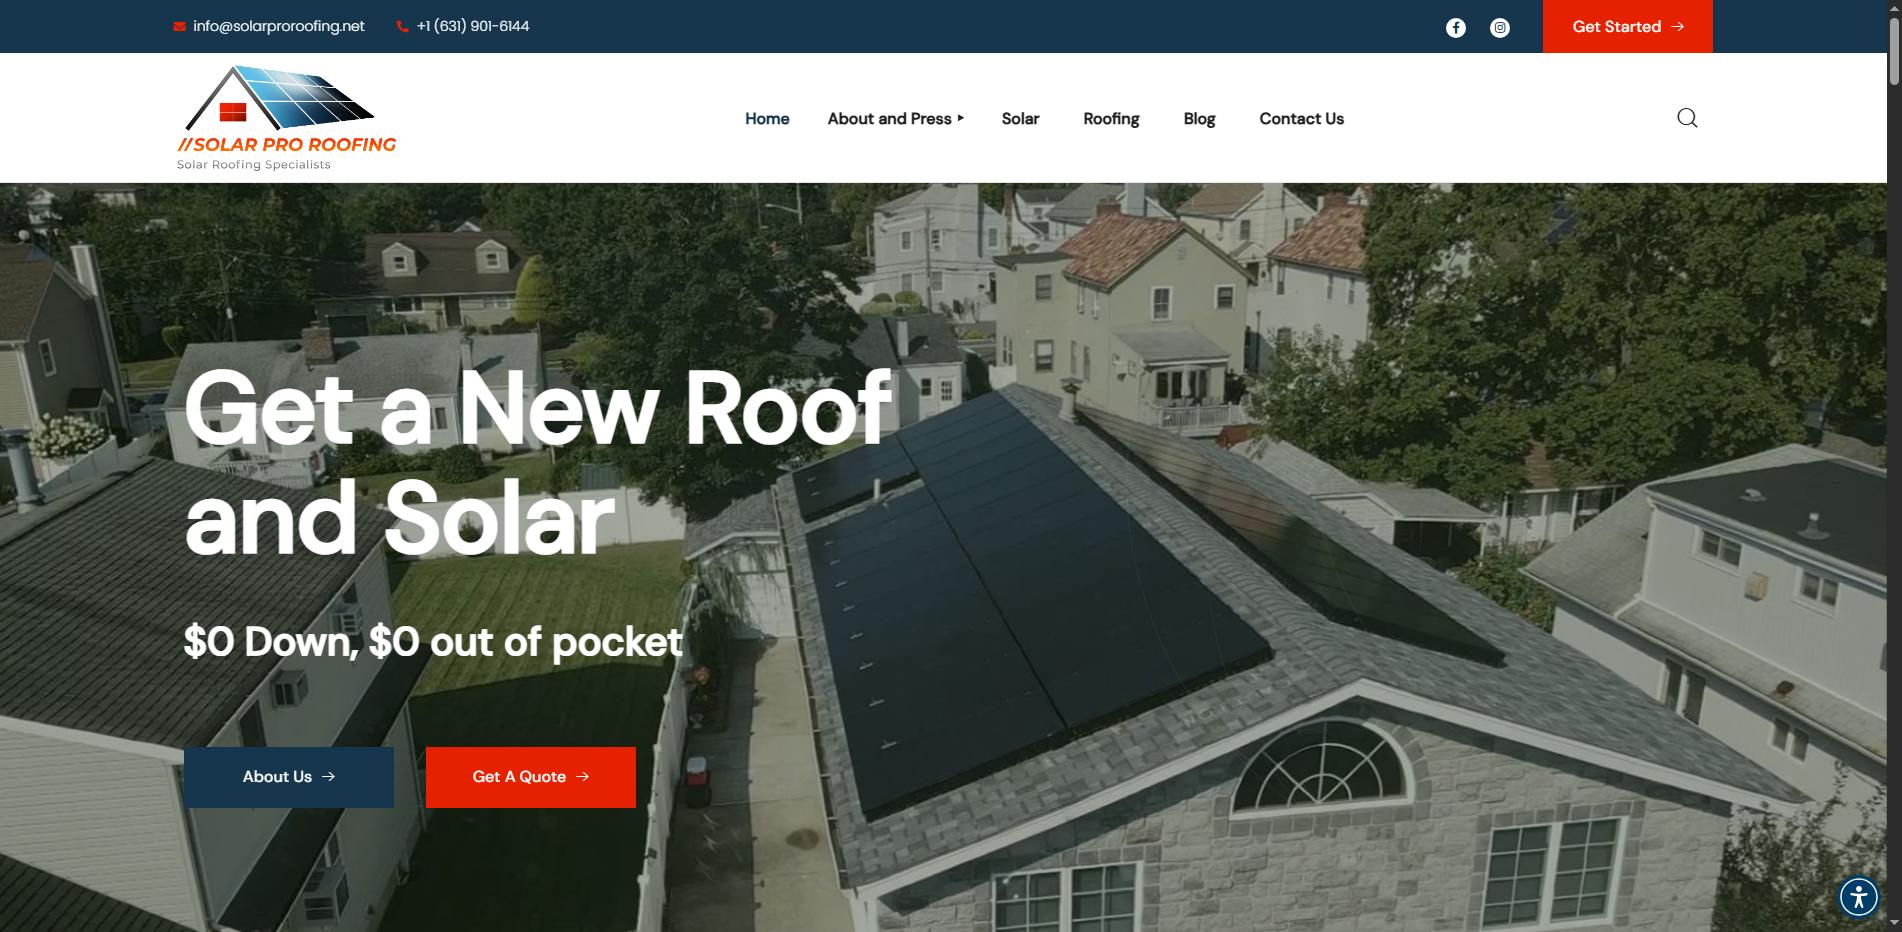 info@solarproroofing.net
+1 (631) 901-6144
Get Started
//SOLAR PRO ROOFING
Solar Roofing Specialists
Home
About and Press
Solar
Roofing
Blog
Contact Us
Get a New Roof
and Solar
$0 Down, $0 out of pocket
About Us
Get A Quote